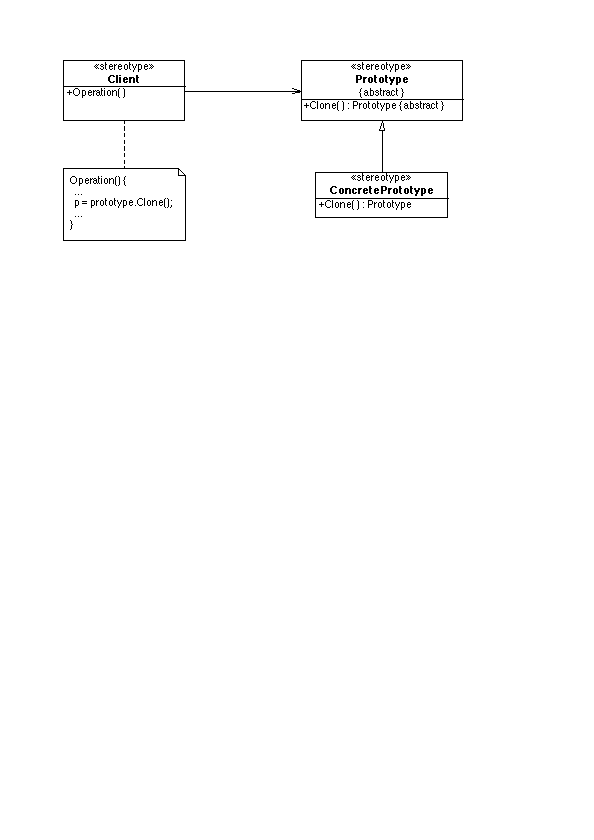 «stereotype»
Client
+Operation( )
«stereotype»
Prototype
{abstract }
+Clone( ) : Prototype {abstract }
Operation() {
...
p = prototype.Clone();
...
}
«stereotype»
ConcretePrototype
+Clone( ) : Prototype